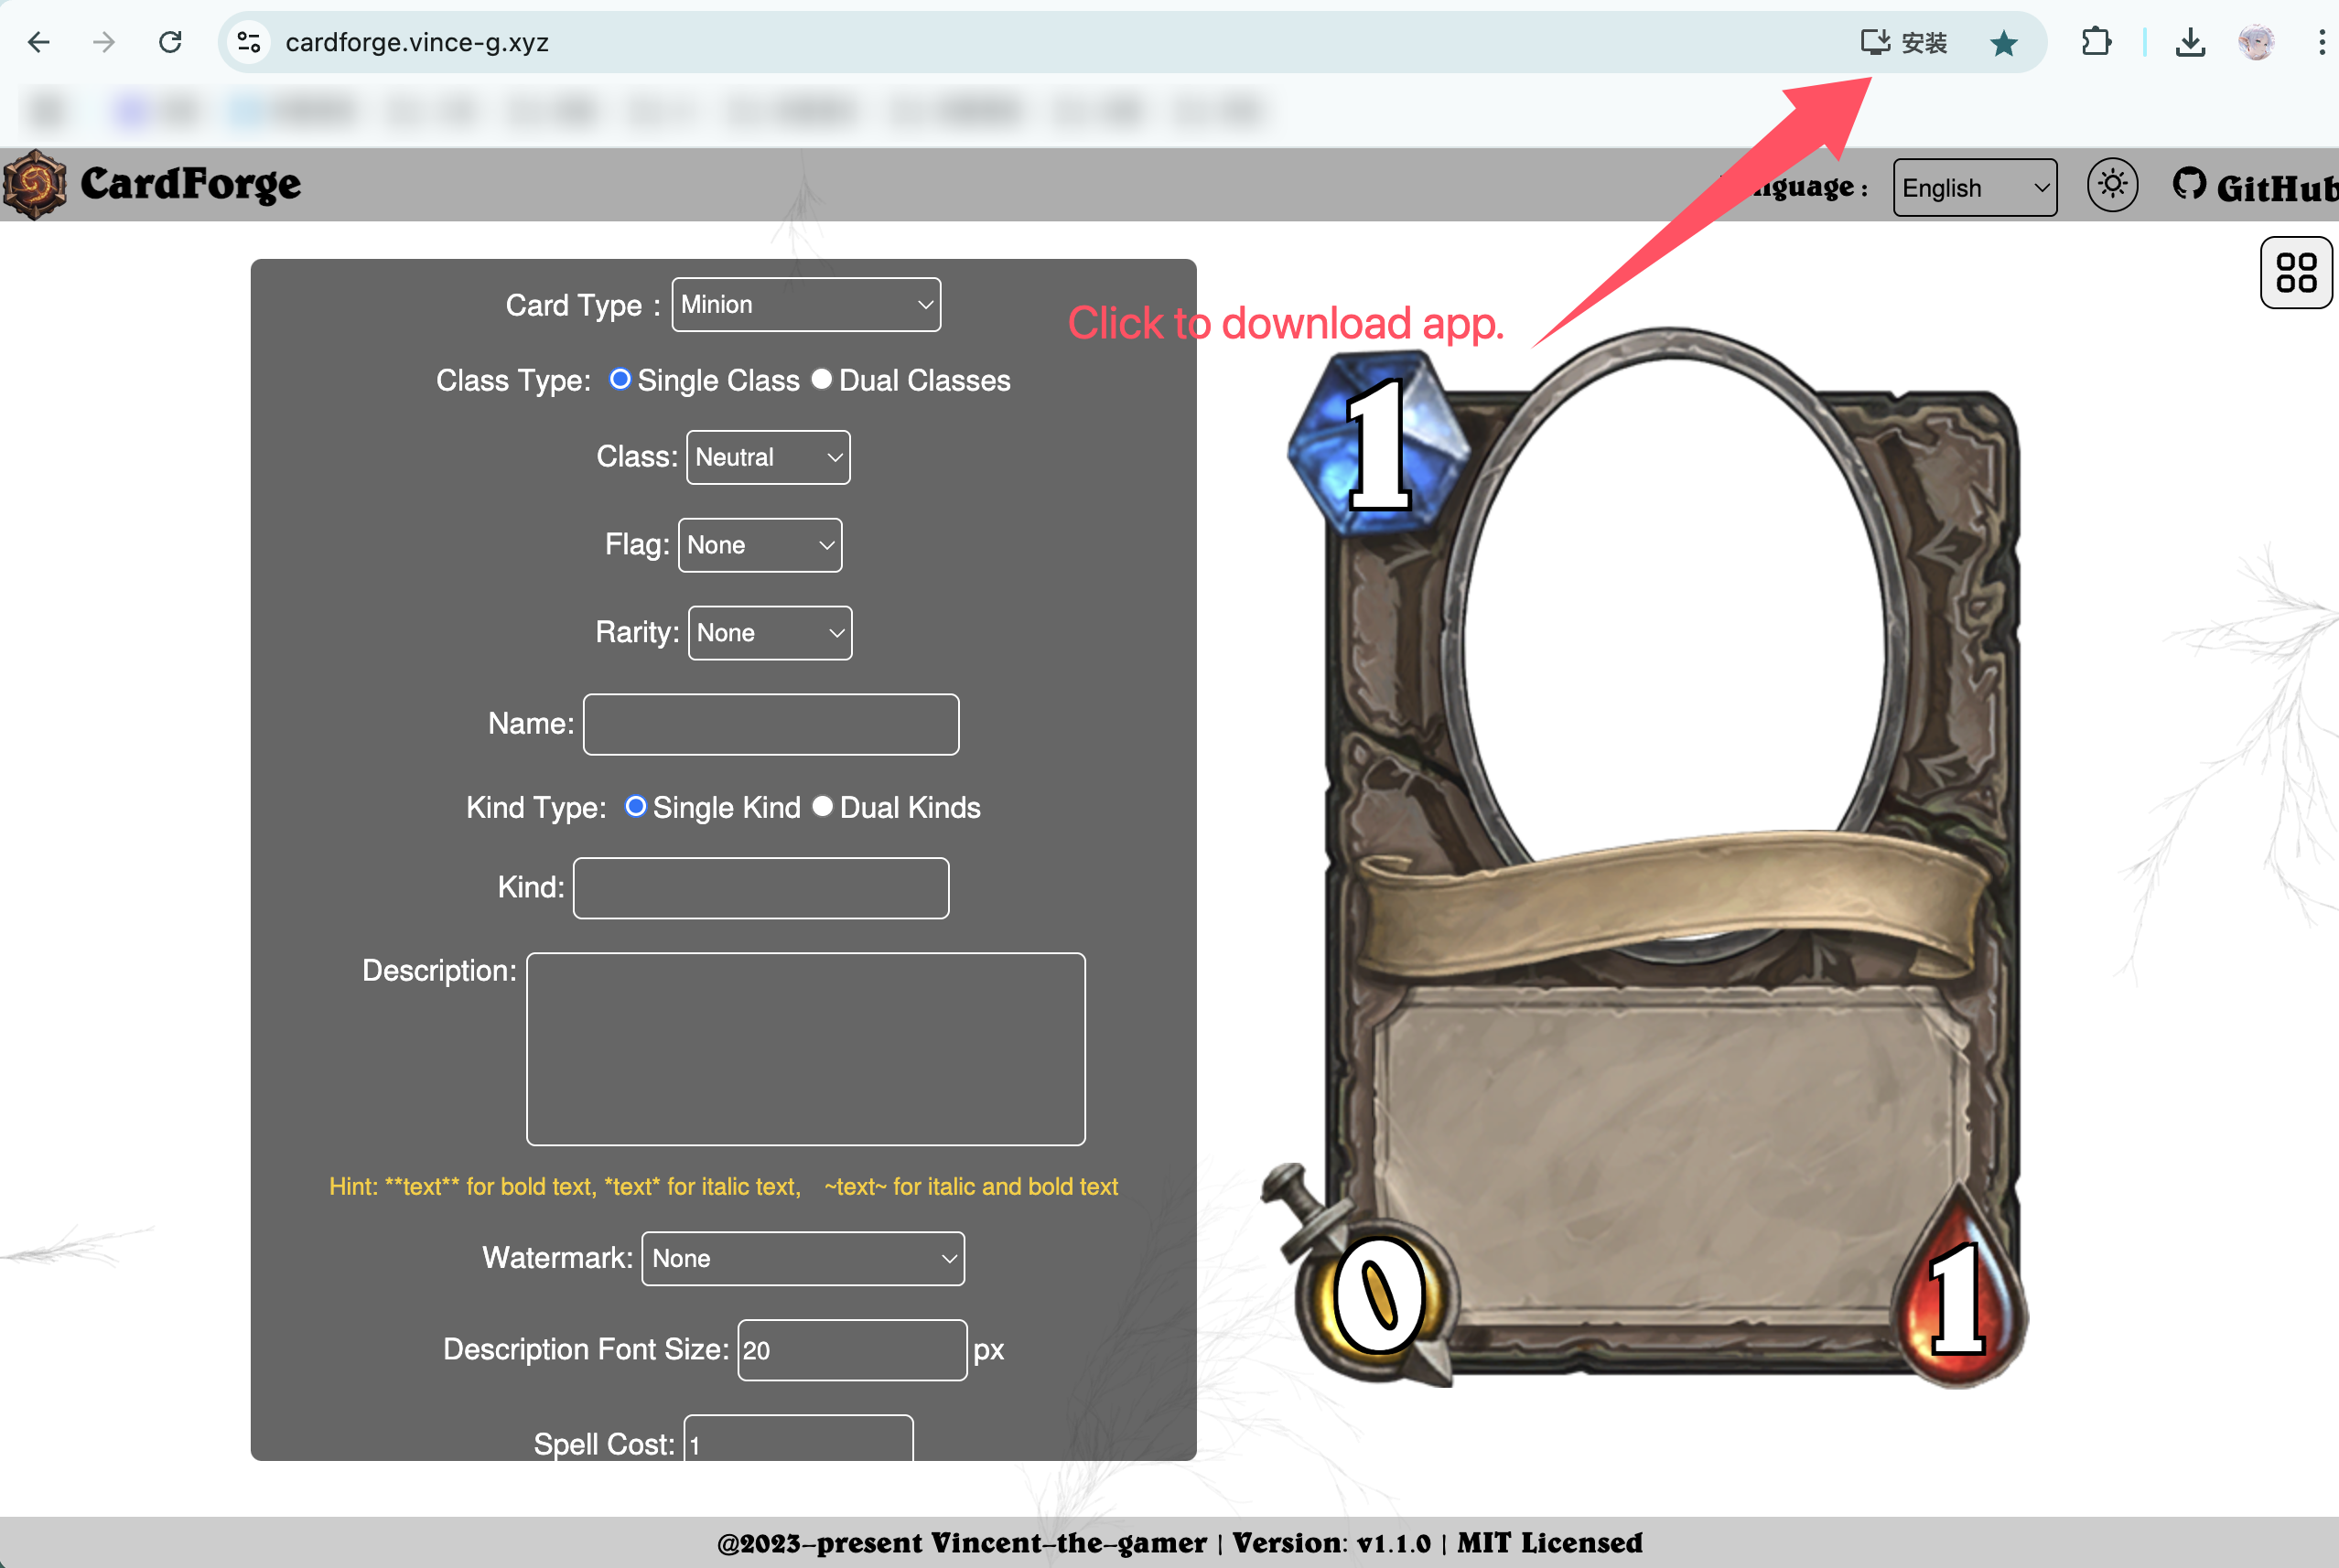 cardforge.vince-g.xyz
安装
CardForge
nguage :
English
GitHub
Card Type :
Minion
Click to download app.
Class Type:
Single Class
Dual Classes
Class:
Neutral
Flag:
None
Rarity:
None
Name:
Kind Type:
Single Kind
Dual Kinds
Kind:
Description:
Hint: **text** for bold text, *text* for italic text, ~text~ for italic and bold text
Watermark:
None
Description Font Size:
20
px
Spell Cost:
1
1
0
1
@2023-present Vincent-the-gamer | Version: v1.1.0 | MIT Licensed